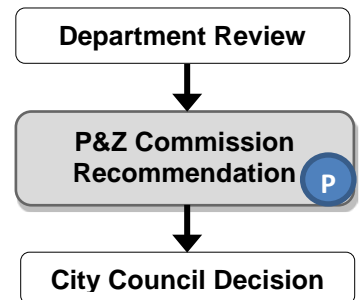 Department Review
P&Z Commission
Recommendation
P
City Council Decision